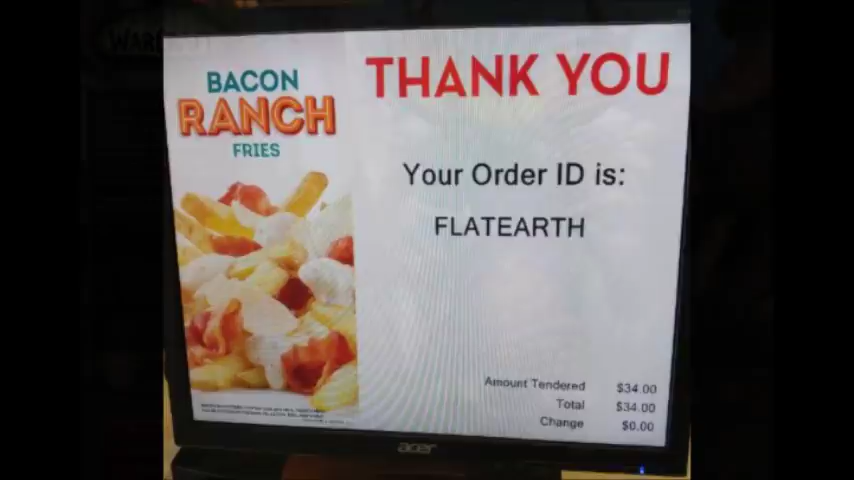 BACON
RANCH
FRIES
THANK YOU
Your Order ID is:
FLATEARTH
Amount Tendered $34.00
Total $34.00
Change $0.00
acer